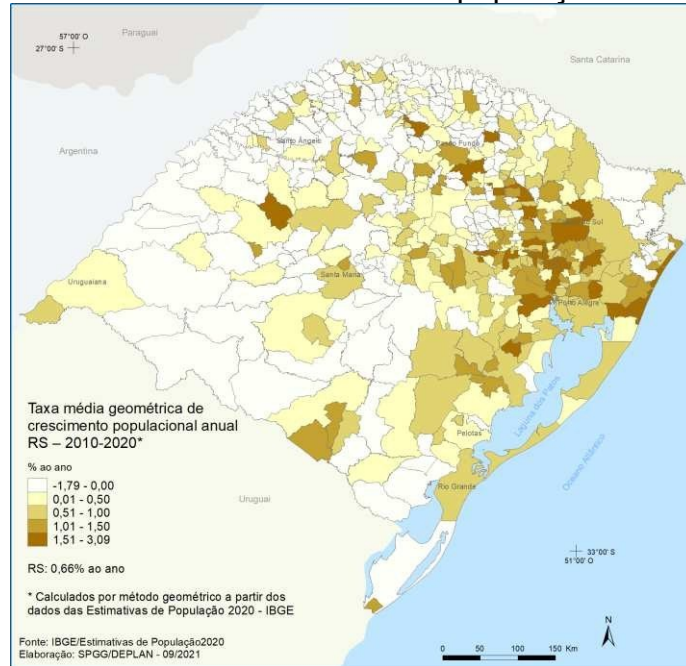 57°00' O
27°00' S
Paraguai
Santa Catarina
Argentina
Santo Ângelo
Passo Fundo
Sol
Uruguaiana
Santa Maria
Porto Alegre
Laguna dos Patos
Pelotas
Oceano Atlântico
Rio Grande
Uruguai
Taxa média geométrica de
crescimento populacional anual
RS – 2010-2020*
% ao ano
-1,79 - 0,00
0,01 - 0,50
0,51 - 1,00
1,01 - 1,50
1,51 - 3,09
RS: 0,66% ao ano
* Calculados por método geométrico a partir dos
dados das Estimativas de População 2020 - IBGE
33°00' S
51°00' O
N
Fonte: IBGE/Estimativas de População2020
Elaboração: SPGG/DEPLAN - 09/2021
0 50 100 150 Km